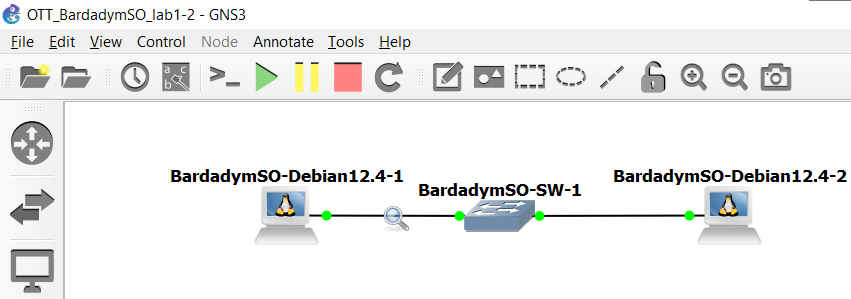 OTT_BardadymSO_lab1-2 - GNS3
File Edit View Control Node Annotate Tools Help
a c
b
BardadymSO-Debian12.4-1
BardadymSO-SW-1
BardadymSO-Debian12.4-2